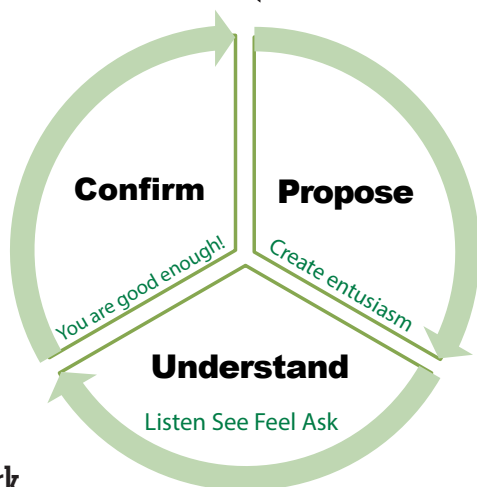 Confirm
Propose
You are good enough!
Create entusiasm
Understand
Listen See Feel Ask